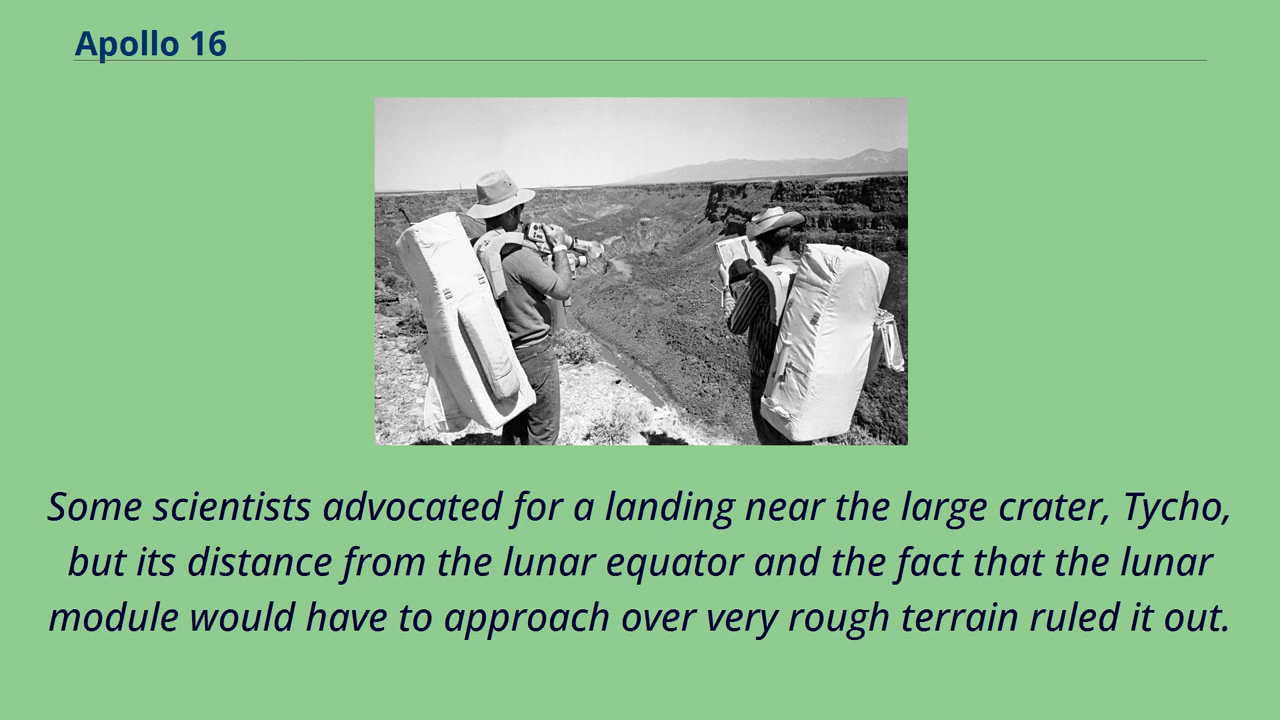 Apollo 16
Some scientists advocated for a landing near the large crater, Tycho,
but its distance from the lunar equator and the fact that the lunar
module would have to approach over very rough terrain ruled it out.